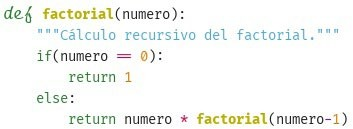 def factorial(numero):
    """Cálculo recursivo del factorial."""
    if(numero == 0):
        return 1
    else:
        return numero * factorial(numero-1)